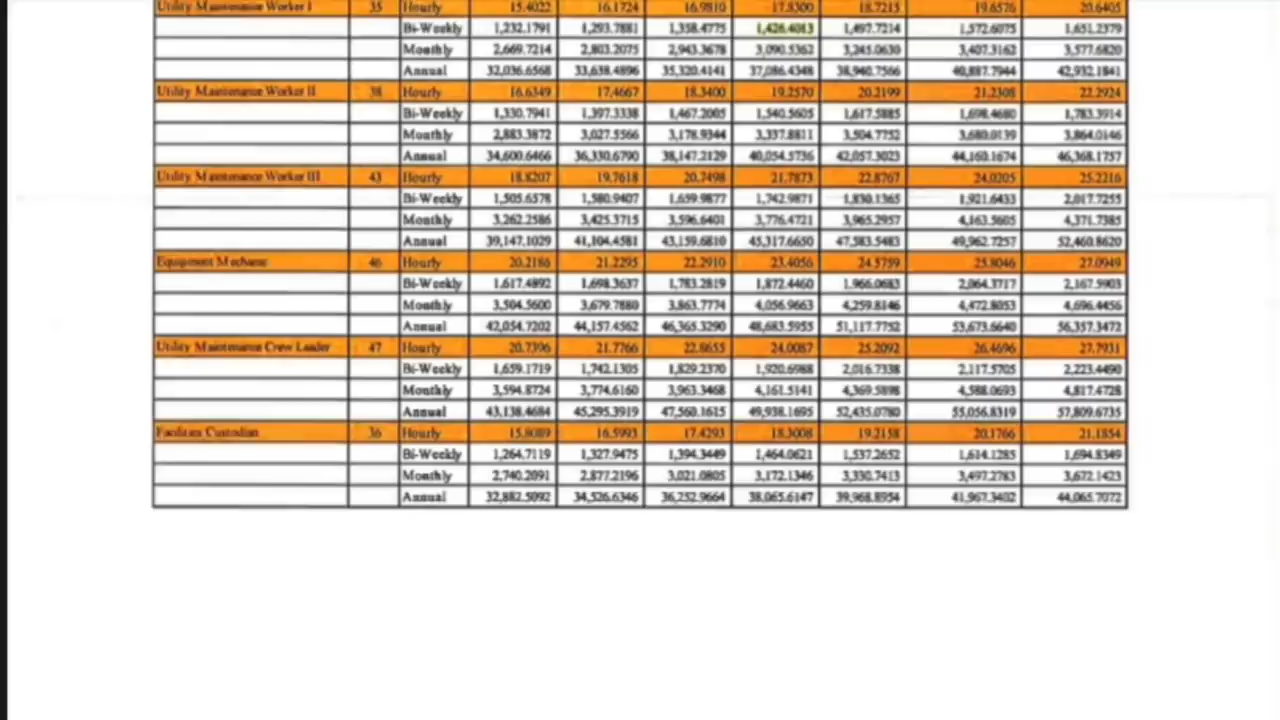 Utility Maintenance Worker I 35 Hourly 15.4022 16.1724 16.9810 17.8300 18.7215 19.6576 20.6405
Bi-Weekly 1,232.1791 1,293.7881 1,358.4775 1,426.4013 1,497.7214 1,572.6075 1,651.2379
Monthly 2,669.7214 2,803.2075 2,943.3678 3,090.5362 3,245.0630 3,407.3162 3,577.6820
Annual 32,036.6568 33,638.4896 35,320.4141 37,086.4348 38,940.7566 40,887.7944 42,932.1841
Utility Maintenance Worker II 38 Hourly 16.6349 17.4667 18.3400 19.2570 20.2199 21.2308 22.2924
Bi-Weekly 1,330.7941 1,397.3338 1,467.2005 1,540.5605 1,617.5885 1,698.4680 1,783.3914
Monthly 2,883.3872 3,027.5566 3,178.9344 3,337.8811 3,504.7752 3,680.0139 3,864.0146
Annual 34,600.6466 36,330.6790 38,147.2129 40,054.5736 42,057.3023 44,160.1674 46,368.1757
Utility Maintenance Worker III 43 Hourly 18.8207 19.7618 20.7498 21.7873 22.8767 24.0205 25.2216
Bi-Weekly 1,505.6578 1,580.9407 1,659.9877 1,742.9871 1,830.1365 1,921.6433 2,017.7255
Monthly 3,262.2586 3,425.3715 3,596.6401 3,776.4721 3,965.2957 4,163.5605 4,371.7385
Annual 39,147.1029 41,104.4581 43,159.6810 45,317.6650 47,583.5483 49,962.7257 52,460.8620
Equipment Mechanic 46 Hourly 20.2186 21.2295 22.2910 23.4056 24.5759 25.8046 27.0949
Bi-Weekly 1,617.4892 1,698.3637 1,783.2819 1,872.4460 1,966.0683 2,064.3717 2,167.5903
Monthly 3,504.5600 3,679.7880 3,863.7774 4,056.9663 4,259.8146 4,472.8053 4,696.4456
Annual 42,054.7202 44,157.4562 46,365.3290 48,683.5955 51,117.7752 53,673.6640 56,357.3472
Utility Maintenance Crew Leader 47 Hourly 20.7396 21.7766 22.8655 24.0087 25.2092 26.4696 27.7931
Bi-Weekly 1,659.1719 1,742.1305 1,829.2370 1,920.6988 2,016.7338 2,117.5705 2,223.4490
Monthly 3,594.8724 3,774.6160 3,963.3468 4,161.5141 4,369.5898 4,588.0693 4,817.4728
Annual 43,138.4684 45,295.3919 47,560.1615 49,938.1695 52,435.0780 55,056.8319 57,809.6735
Facilities Custodian 36 Hourly 15.8089 16.5993 17.4293 18.3008 19.2158 20.1766 21.1854
Bi-Weekly 1,264.7119 1,327.9475 1,394.3449 1,464.0621 1,537.2652 1,614.1285 1,694.8349
Monthly 2,740.2091 2,877.2196 3,021.0805 3,172.1346 3,330.7413 3,497.2783 3,672.1423
Annual 32,882.5092 34,526.6346 36,252.9664 38,065.6147 39,968.8954 41,967.3402 44,065.7072